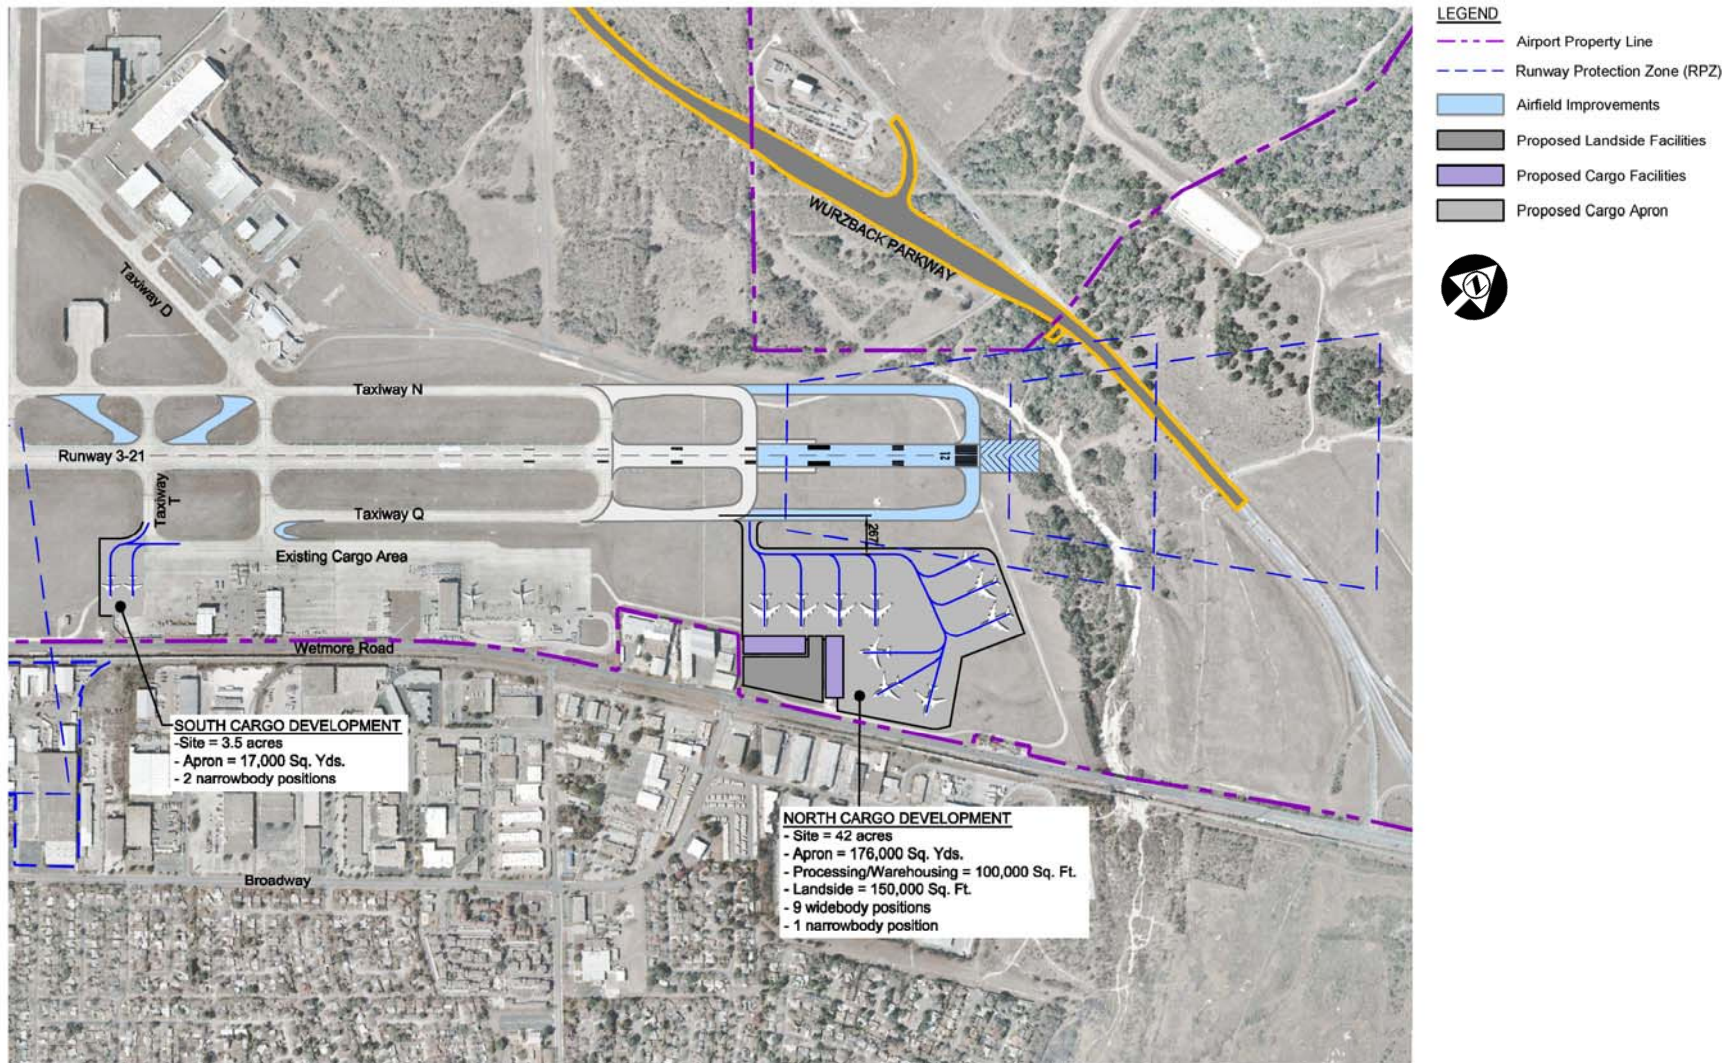 LEGEND
Airport Property Line
Runway Protection Zone (RPZ)
Airfield Improvements
Proposed Landside Facilities
Proposed Cargo Facilities
Proposed Cargo Apron
WURZBACK PARKWAY
Taxiway D
Taxiway N
Runway 3-21
21
Taxiway
T
Taxiway Q
267'
Existing Cargo Area
Wetmore Road
SOUTH CARGO DEVELOPMENT
-Site = 3.5 acres
- Apron = 17,000 Sq. Yds.
- 2 narrowbody positions
NORTH CARGO DEVELOPMENT
- Site = 42 acres
- Apron = 176,000 Sq. Yds.
- Processing/Warehousing = 100,000 Sq. Ft.
- Landside = 150,000 Sq. Ft.
- 9 widebody positions
- 1 narrowbody position
Broadway